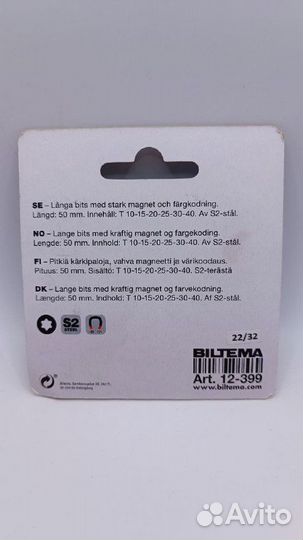 SE – Långa bits med stark magnet och färgkodning.
Längd: 50 mm. Innehåll: T 10-15-20-25-30-40. Av S2-stål.
NO – Lange bits med kraftig magnet og fargekoding.
Lengde: 50 mm. Innhold: T 10-15-20-25-30-40. Av S2-stål.
FI – Pitkiä kärkipaloja, vahva magneetti ja värikoodaus.
Pituus: 50 mm. Sisältö: T 10-15-20-25-30-40. S2-terästä
DK – Lange bits med kraftigt magnet og farvekodning.
Længde: 50 mm. Indhold: T 10-15-20-25-30-40. Af S2-stål.
S2
STEEL
22/32
BILTEMA
Art. 12-399
www.biltema.com
Avito